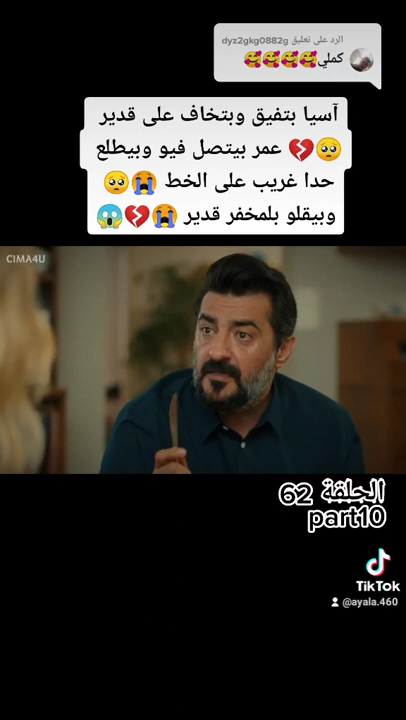 الرد على تعليق dyz2gkg0882g
كملي🥰🥰🥰🥰
آسيا بتفيق وبتخاف على قدير
🥺💔 عمر بيتصل فيو وبيطلع
حدا غريب على الخط 😭🥺
وبيقلو بلمخفر قدير 😭💔😱
CIMA4U
الحلقة 62
part10
TikTok
@ayala.460